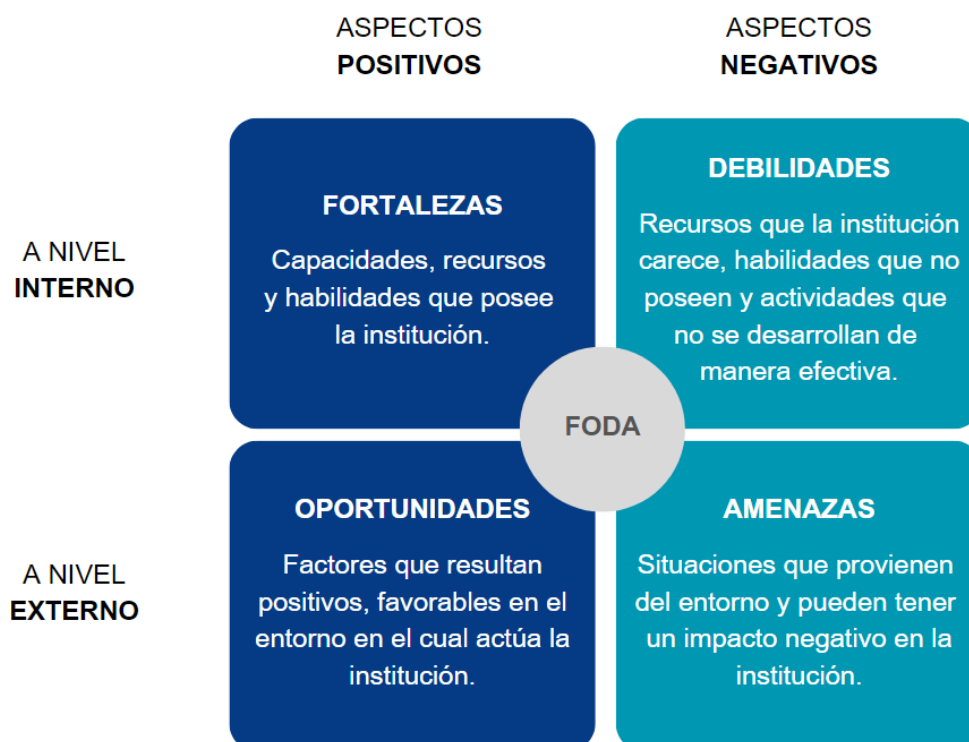 ASPECTOS
POSITIVOS
ASPECTOS
NEGATIVOS
A NIVEL
INTERNO
FORTALEZAS
Capacidades, recursos
y habilidades que posee
la institución.
DEBILIDADES
Recursos que la institución
carece, habilidades que no
poseen y actividades que
no se desarrollan de
manera efectiva.
FODA
A NIVEL
EXTERNO
OPORTUNIDADES
Factores que resultan
positivos, favorables en el
entorno en el cual actúa la
institución.
AMENAZAS
Situaciones que provienen
del entorno y pueden tener
un impacto negativo en la
institución.